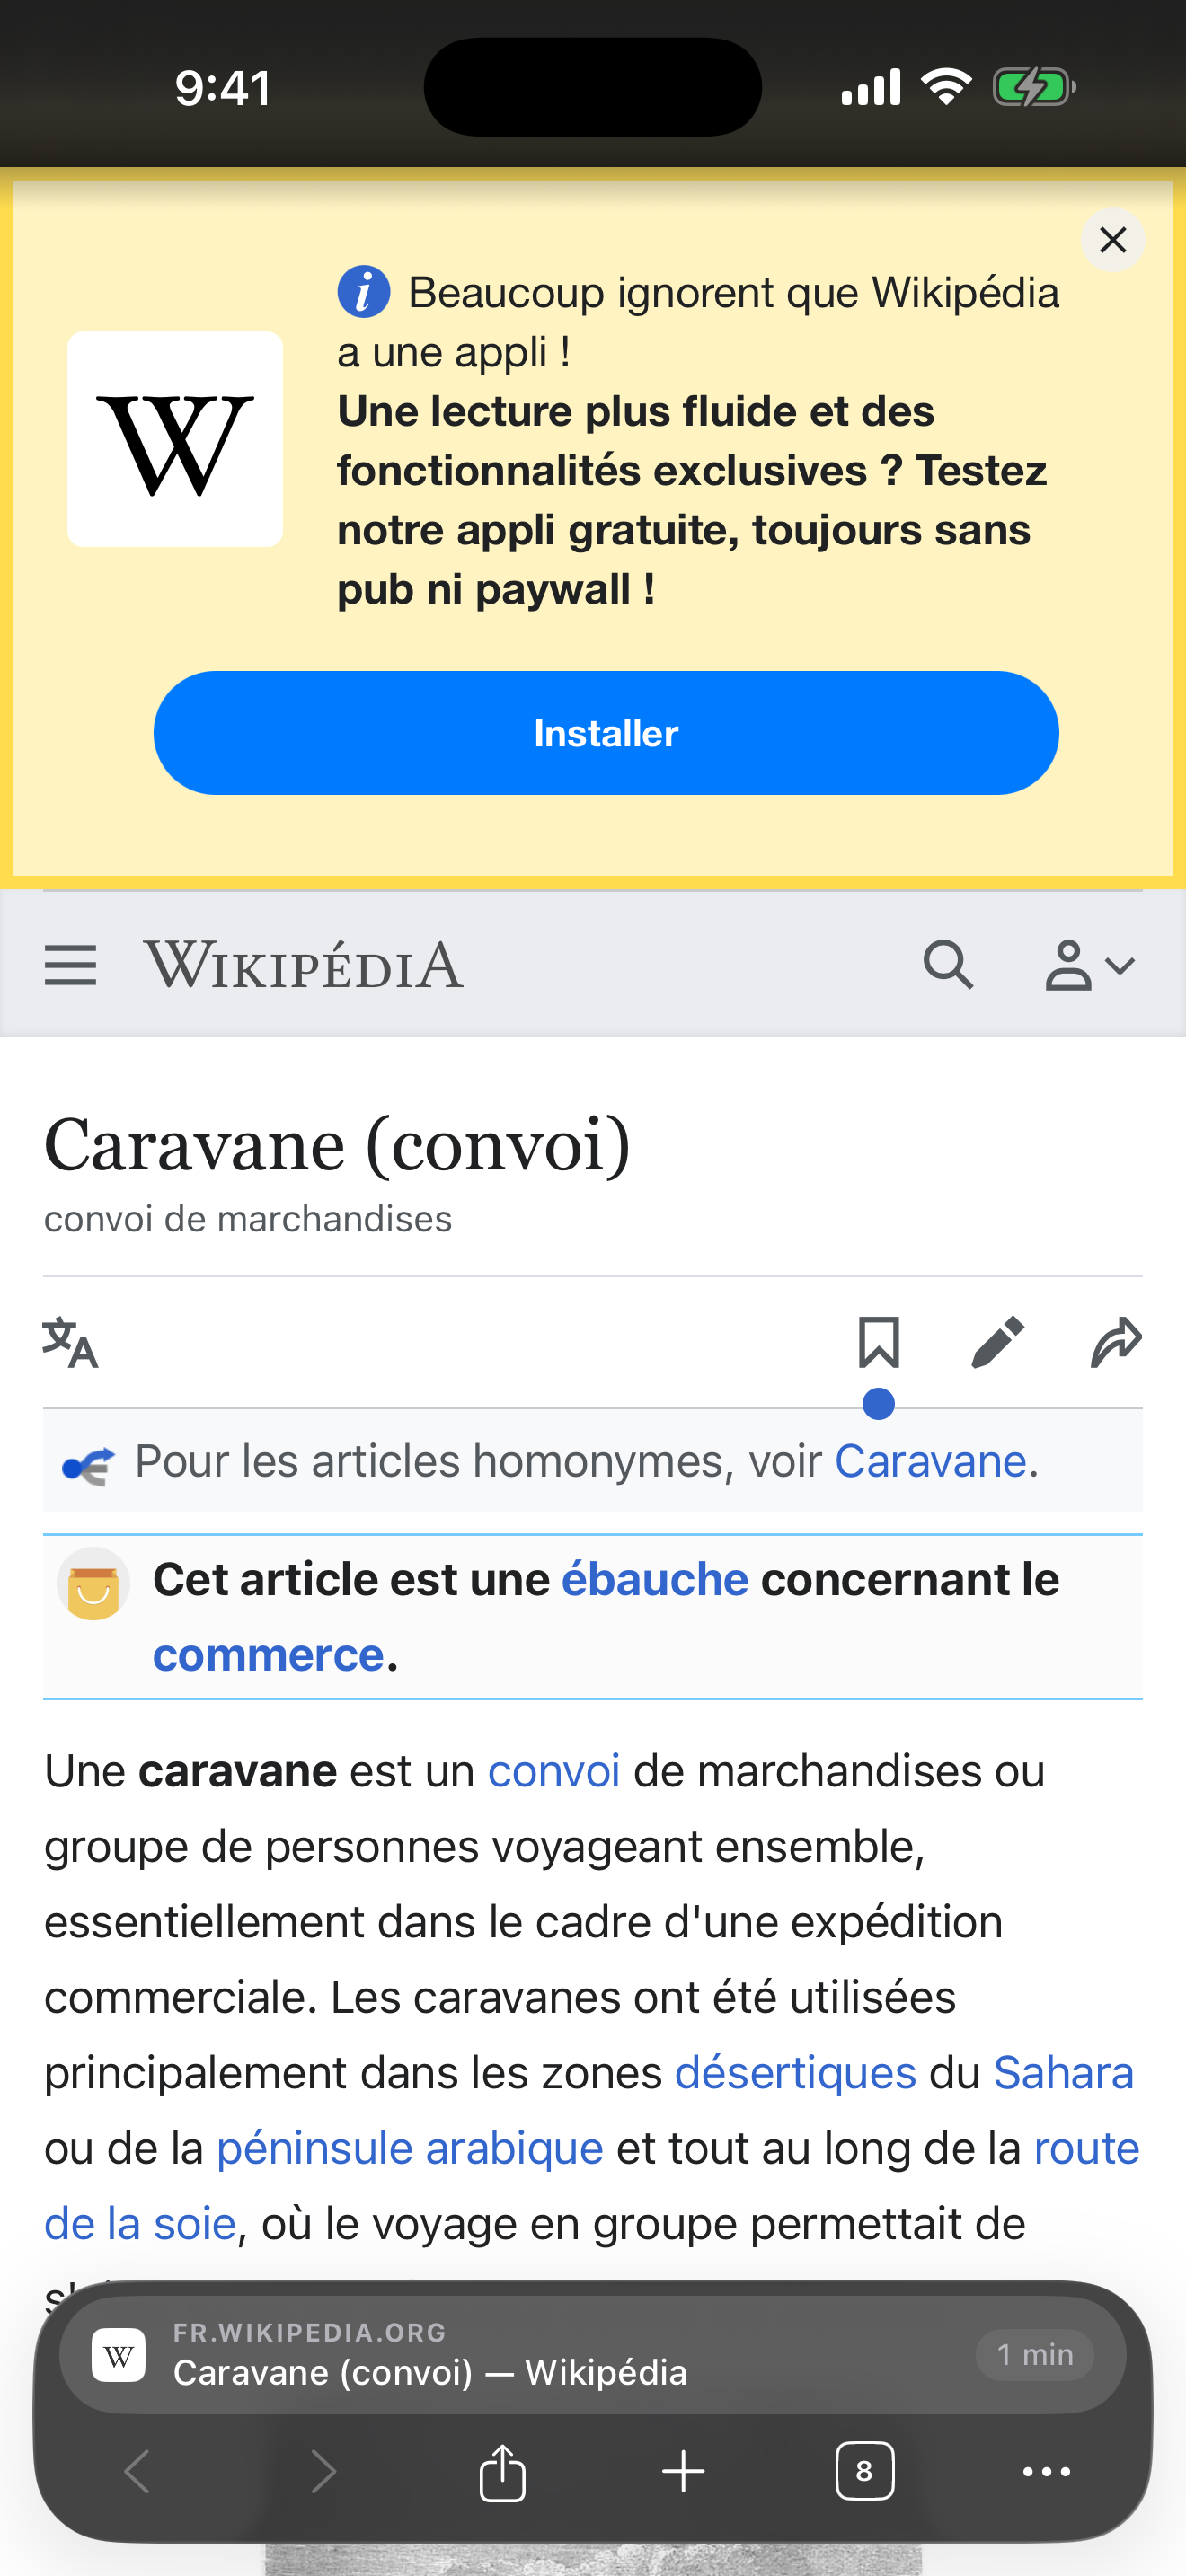 9:41
Beaucoup ignorent que Wikipédia
a une appli !
Une lecture plus fluide et des
fonctionnalités exclusives ? Testez
notre appli gratuite, toujours sans
pub ni paywall !
W
Installer
WIKIPÉDIA
Caravane (convoi)
convoi de marchandises
Pour les articles homonymes, voir Caravane.
Cet article est une ébauche concernant le
commerce.
Une caravane est un convoi de marchandises ou
groupe de personnes voyageant ensemble,
essentiellement dans le cadre d'une expédition
commerciale. Les caravanes ont été utilisées
principalement dans les zones désertiques du Sahara
ou de la péninsule arabique et tout au long de la route
de la soie, où le voyage en groupe permettait de
W
FR.WIKIPEDIA.ORG
Caravane (convoi) — Wikipédia
1 min
8